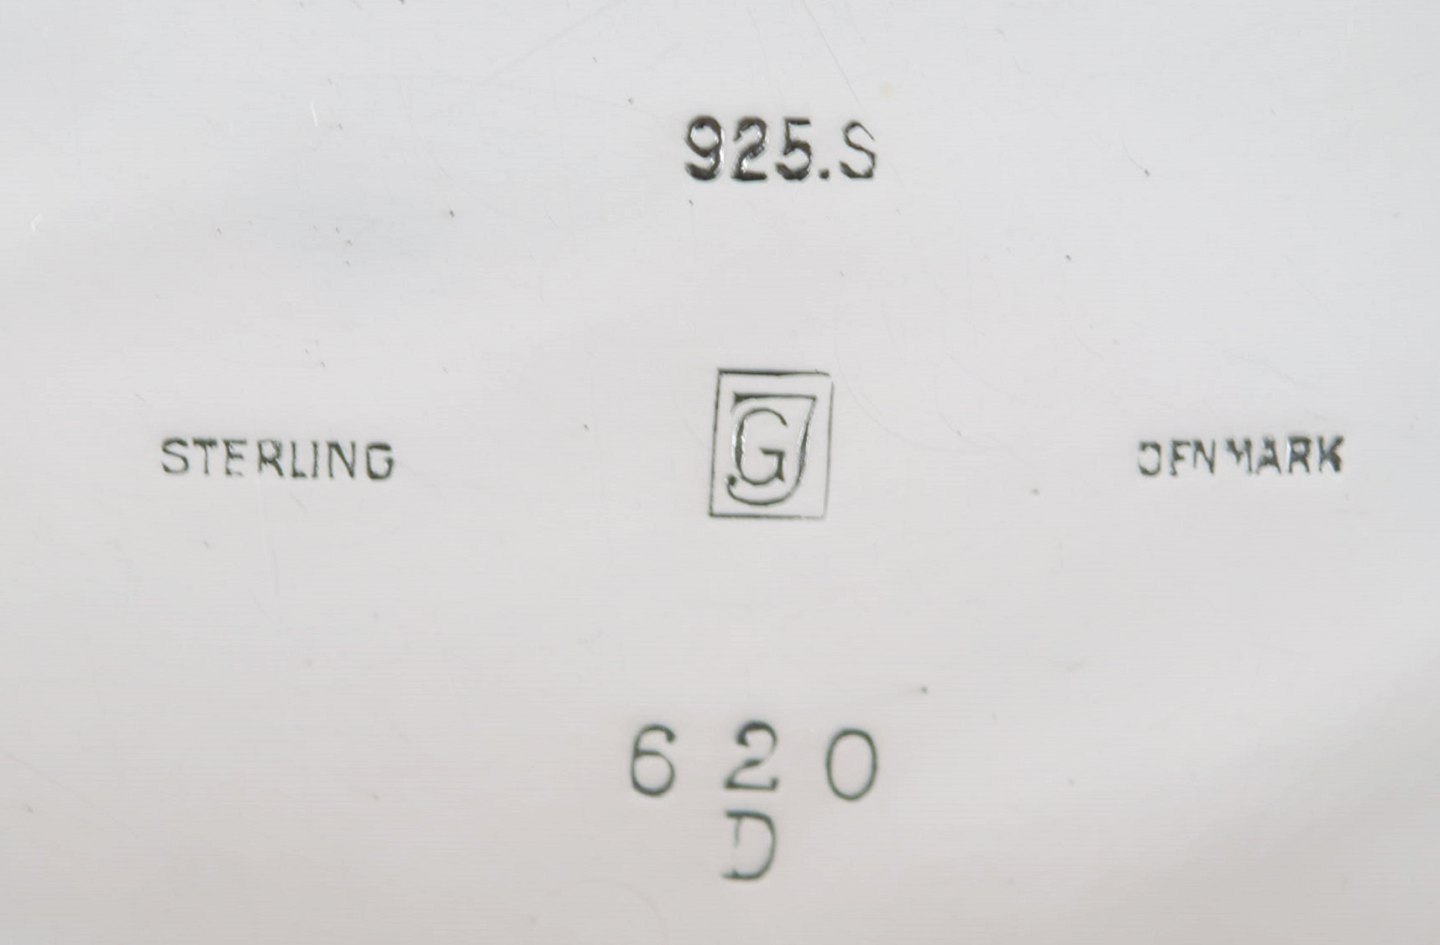 925.S
STERLING GJ DENMARK
620
D